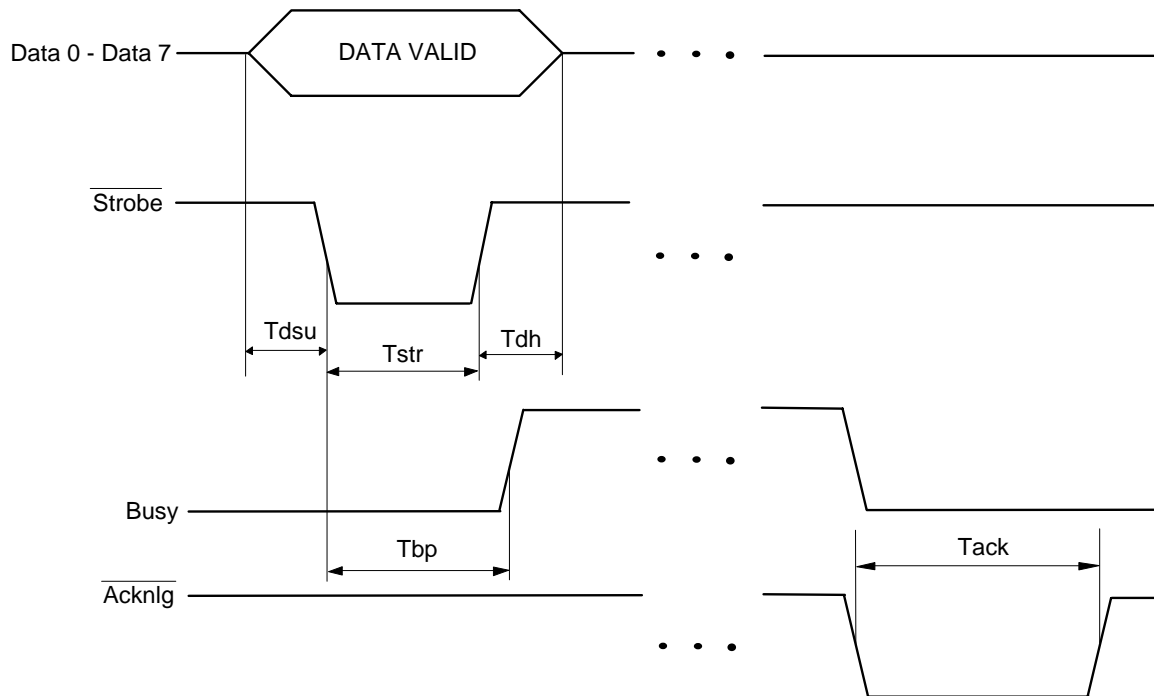 Data 0 - Data 7
DATA VALID
Strobe
Tdsu
Tstr
Tdh
Busy
Tbp
Tack
Acknlg